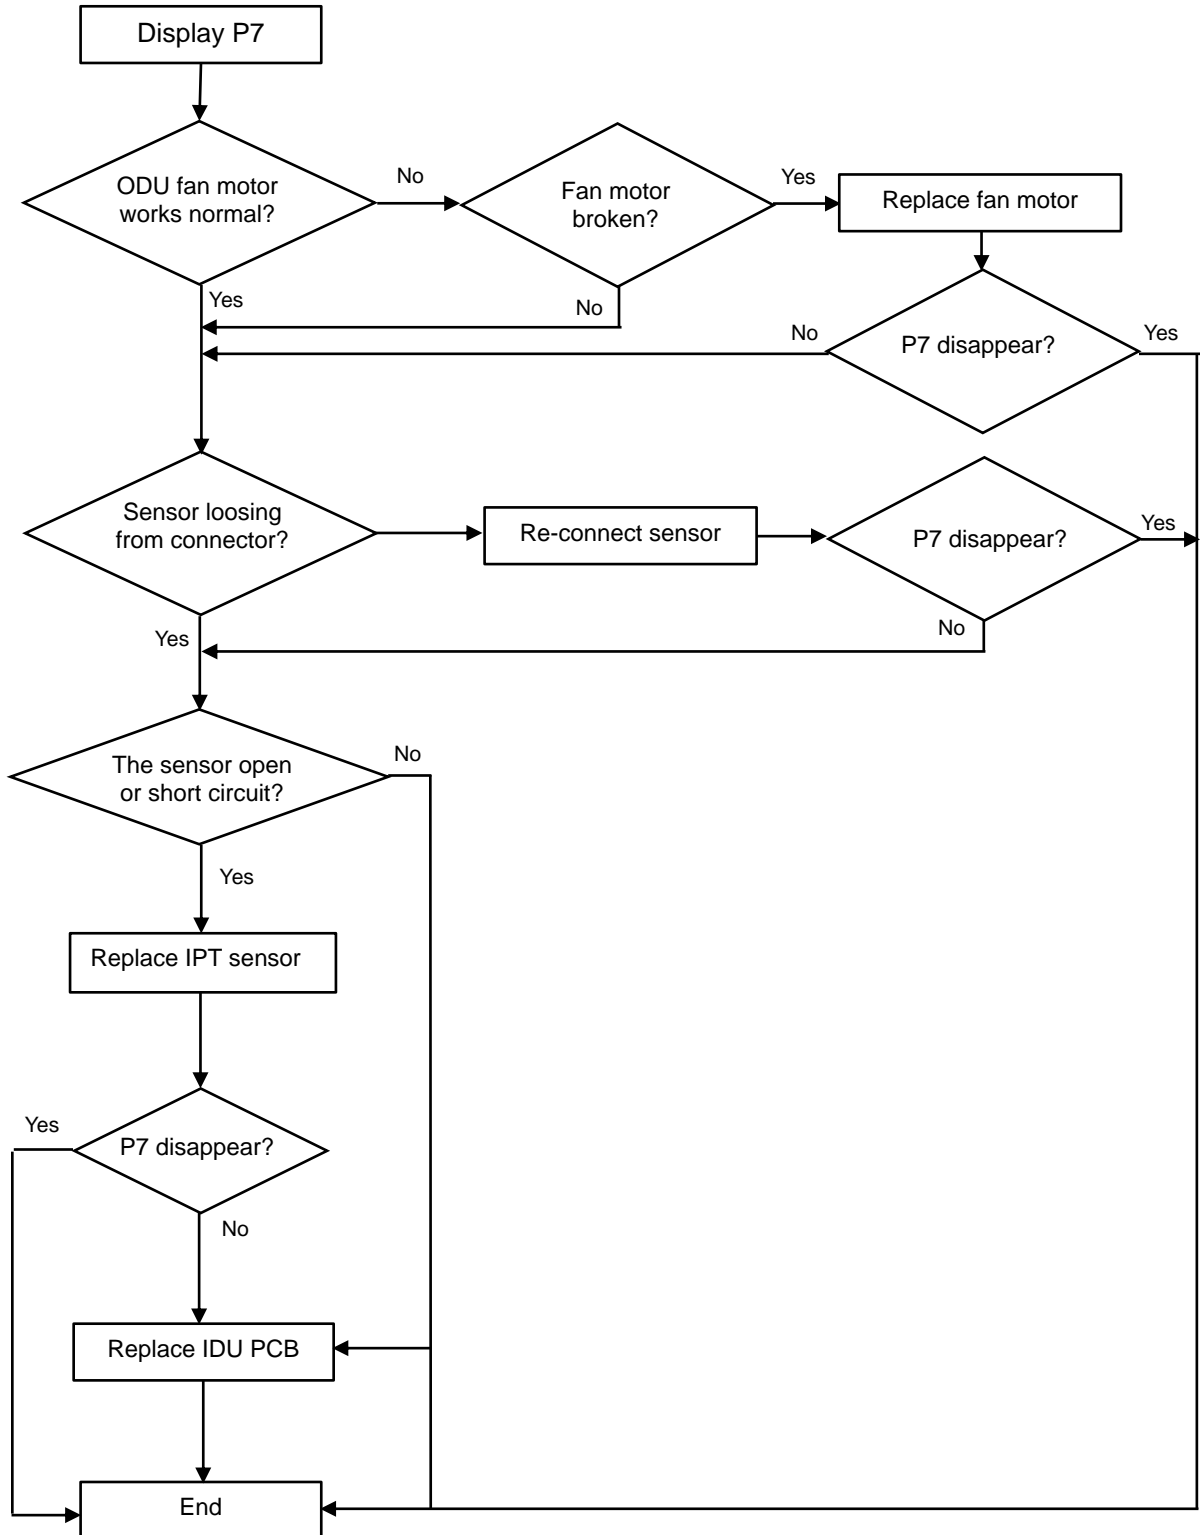 Display P7
ODU fan motor
works normal?
No
Fan motor
broken?
Yes
Replace fan motor
Yes
No
No
P7 disappear?
Yes
Sensor loosing
from connector?
Re-connect sensor
P7 disappear?
Yes
Yes
No
The sensor open
or short circuit?
No
Yes
Replace IPT sensor
Yes
P7 disappear?
No
Replace IDU PCB
End